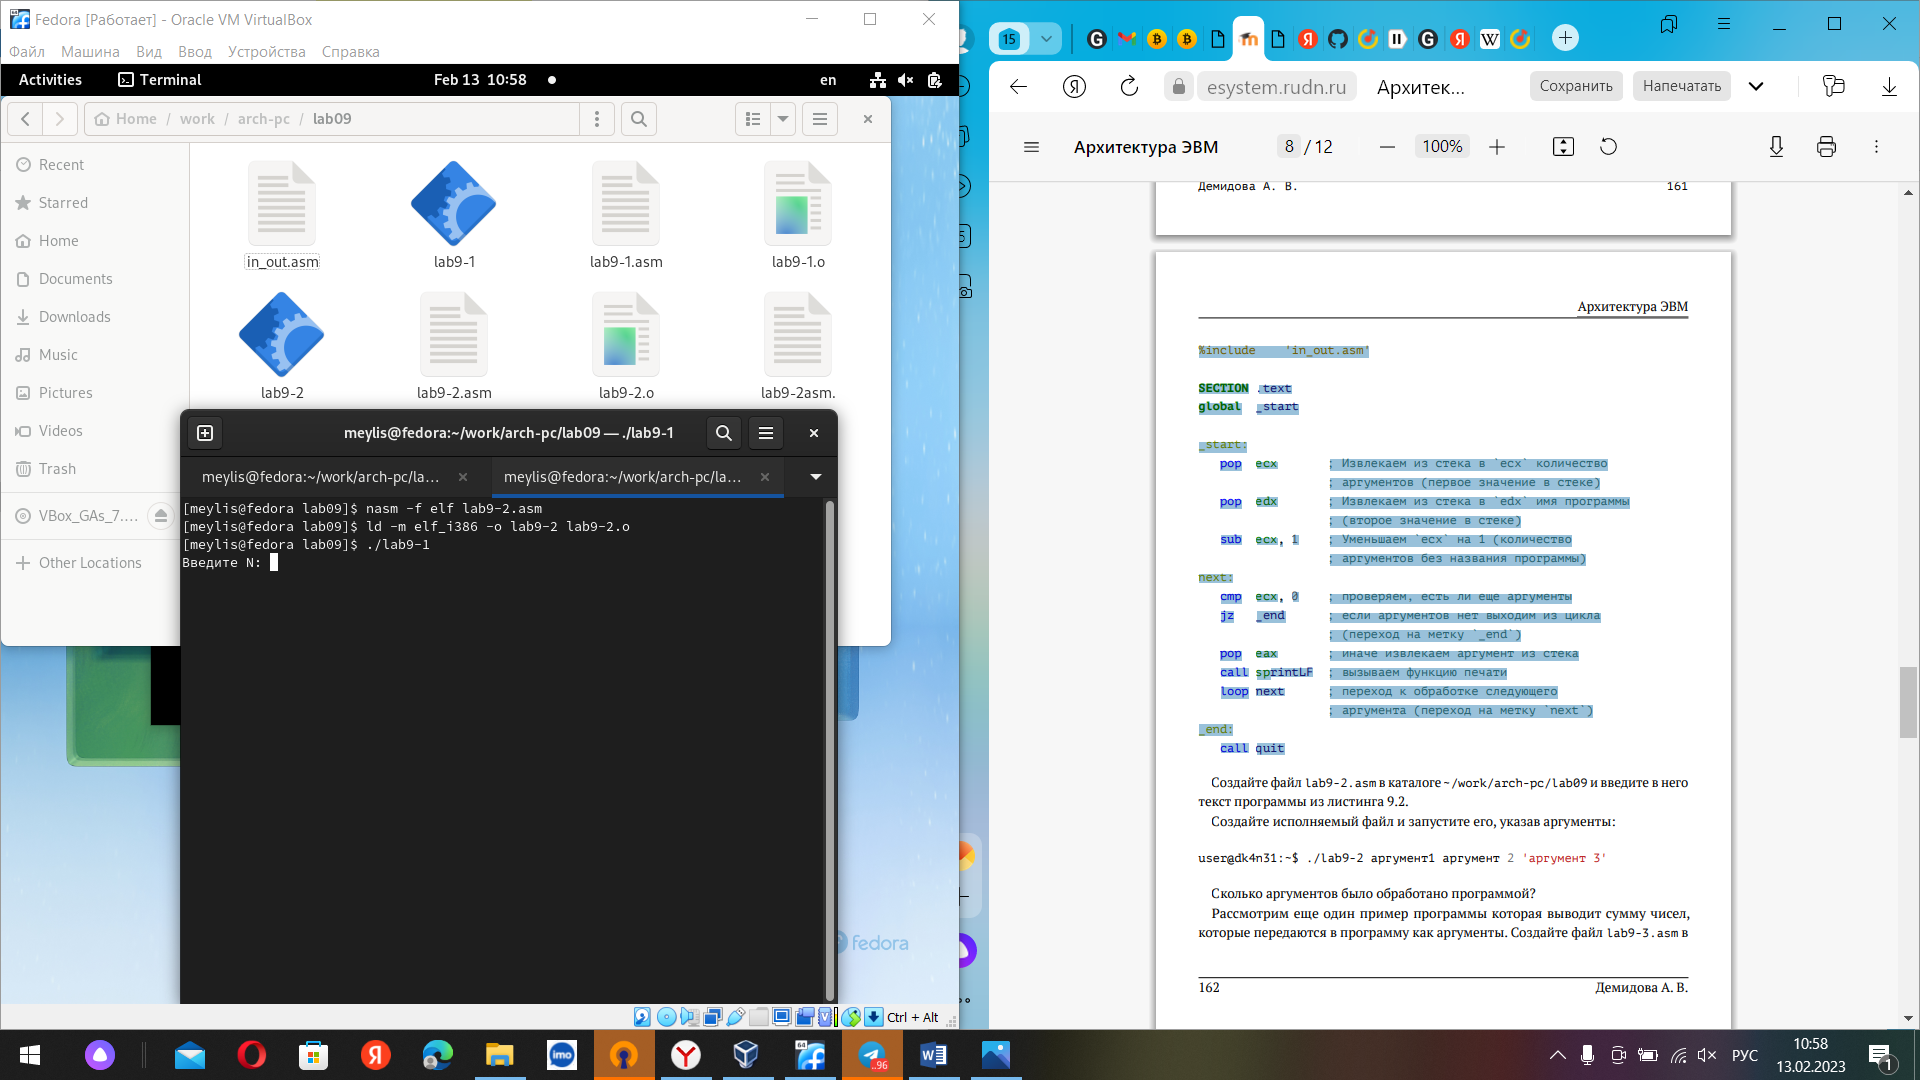 Fedora [Работает] - Oracle VM VirtualBox
Файл Машина Вид Ввод Устройства Справка
Activities Terminal Feb 13 10:58 en
Home / work / arch-pc / lab09
Recent
Starred
Home
Documents
Downloads
Music
Pictures
Videos
Trash
VBox_GAs_7....
Other Locations
in_out.asm lab9-1 lab9-1.asm lab9-1.o
lab9-2 lab9-2.asm lab9-2.o lab9-2asm.
meylis@fedora:~/work/arch-pc/lab09 — ./lab9-1
meylis@fedora:~/work/arch-pc/la... meylis@fedora:~/work/arch-pc/la...
[meylis@fedora lab09]$ nasm -f elf lab9-2.asm
[meylis@fedora lab09]$ ld -m elf_i386 -o lab9-2 lab9-2.o
[meylis@fedora lab09]$ ./lab9-1
Введите N:
fedora
Ctrl + Alt
15
esystem.rudn.ru Архитек... Сохранить Напечатать
Архитектура ЭВМ 8 / 12 100%
Демидова А. В. 161
Архитектура ЭВМ
%include 'in_out.asm'
SECTION .text
global _start
_start:
pop ecx ; Извлекаем из стека в `ecx` количество
; аргументов (первое значение в стеке)
pop edx ; Извлекаем из стека в `edx` имя программы
; (второе значение в стеке)
sub ecx, 1 ; Уменьшаем `ecx` на 1 (количество
; аргументов без названия программы)
next:
cmp ecx, 0 ; проверяем, есть ли еще аргументы
jz _end ; если аргументов нет выходим из цикла
; (переход на метку `_end`)
pop eax ; иначе извлекаем аргумент из стека
call sprintLF ; вызываем функцию печати
loop next ; переход к обработке следующего
; аргумента (переход на метку `next`)
_end:
call quit
Создайте файл lab9-2.asm в каталоге ~/work/arch-pc/lab09 и введите в него
текст программы из листинга 9.2.
Создайте исполняемый файл и запустите его, указав аргументы:
user@dk4n31:~$ ./lab9-2 аргумент1 аргумент 2 'аргумент 3'
Сколько аргументов было обработано программой?
Рассмотрим еще один пример программы которая выводит сумму чисел,
которые передаются в программу как аргументы. Создайте файл lab9-3.asm в
162 Демидова А. В.
imo
64
96
РУС
10:58
13.02.2023
1